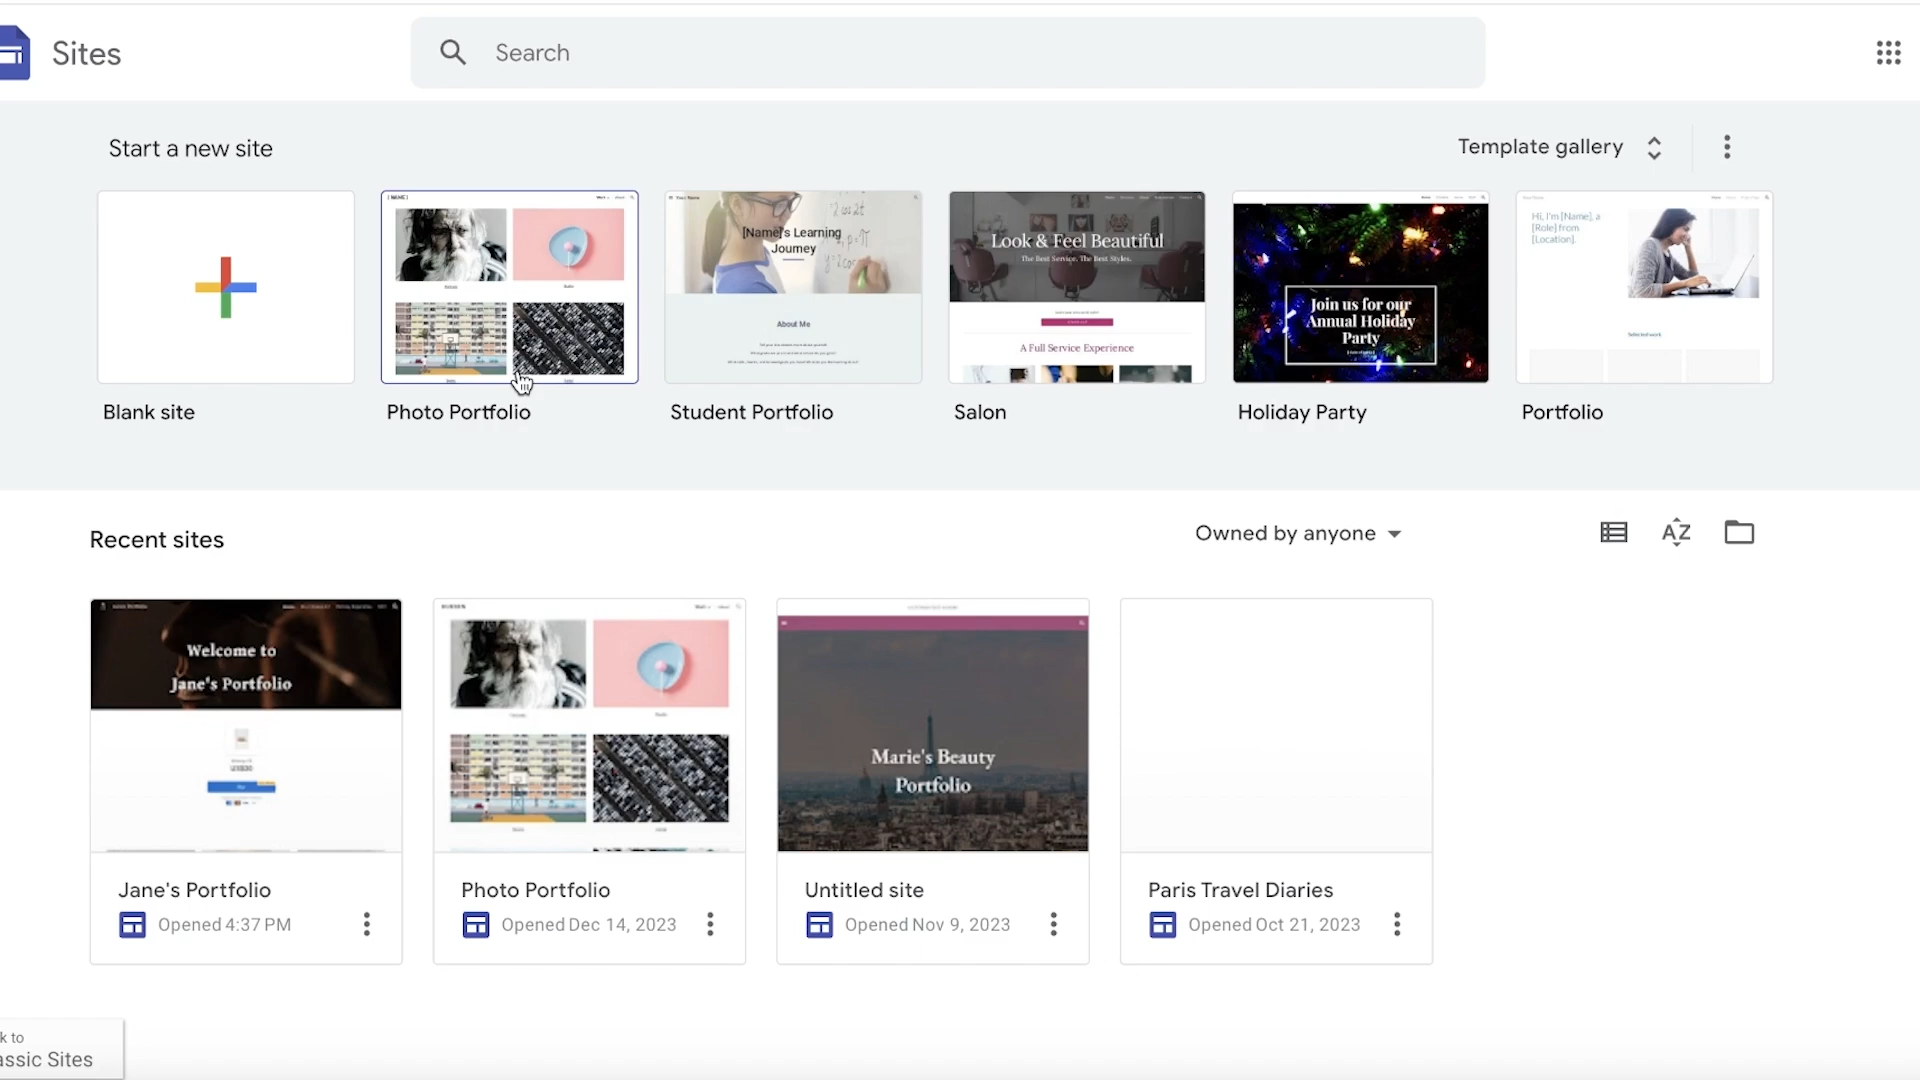 Sites
Search
Start a new site
Template gallery
[NAME]
[Name]'s Learning
Journey
About Me
Look & Feel Beautiful
The Best Service. The Best Styles.
A Full Service Experience
Join us for our
Annual Holiday
Party
Hi, I'm [Name], a
[Role] from
[Location].
Selected work
Blank site
Photo Portfolio
Student Portfolio
Salon
Holiday Party
Portfolio
Recent sites
Owned by anyone
AZ
Welcome to
Jane's Portfolio
Marie's Beauty
Portfolio
Jane's Portfolio
Opened 4:37 PM
Photo Portfolio
Opened Dec 14, 2023
Untitled site
Opened Nov 9, 2023
Paris Travel Diaries
Opened Oct 21, 2023
k to
assic Sites